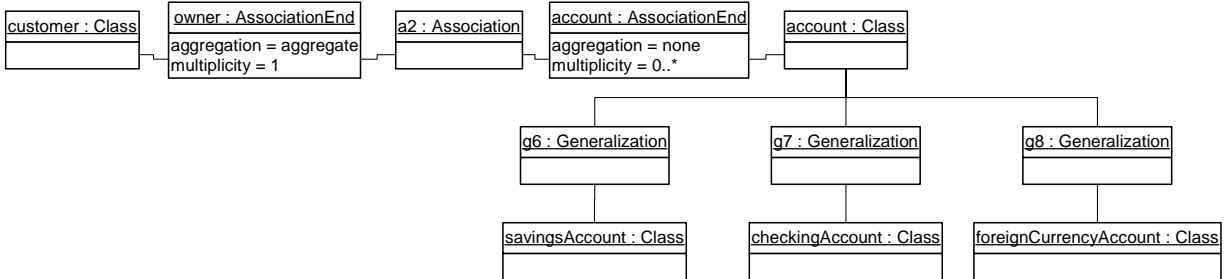 customer : Class
owner : AssociationEnd
aggregation = aggregate
multiplicity = 1
a2 : Association
account : AssociationEnd
aggregation = none
multiplicity = 0..*
account : Class
g6 : Generalization
g7 : Generalization
g8 : Generalization
savingsAccount : Class
checkingAccount : Class
foreignCurrencyAccount : Class